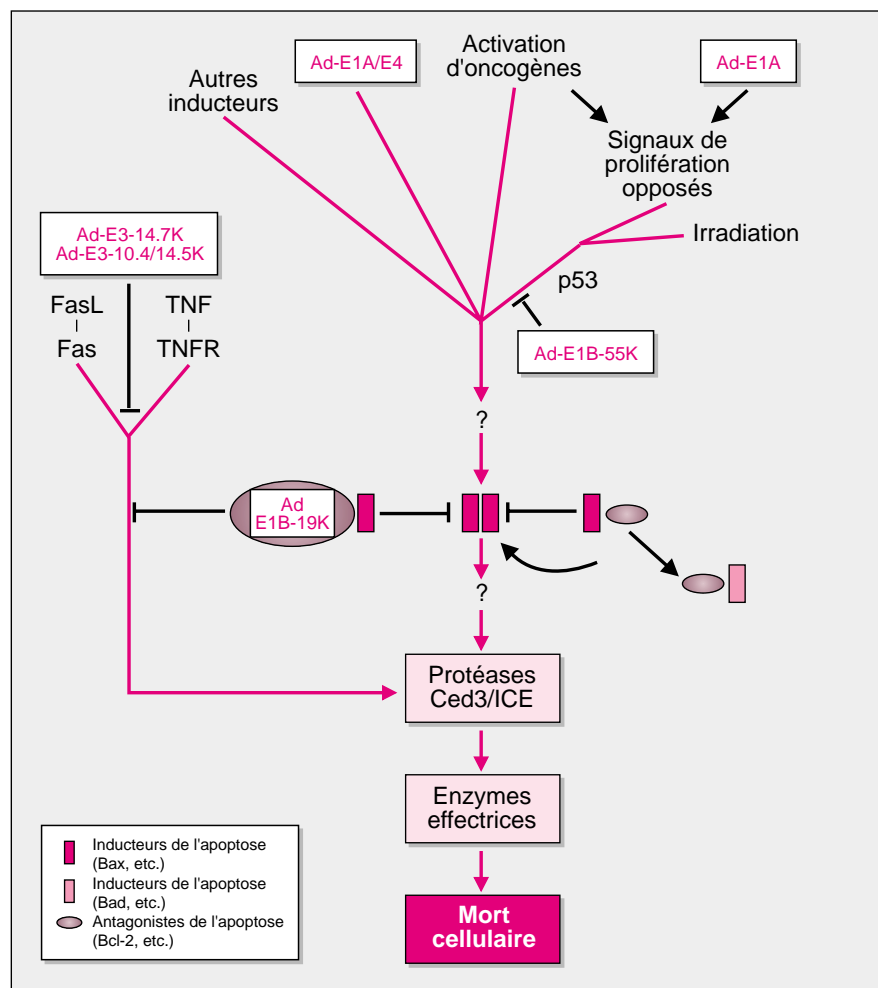 Autres
inducteurs
Ad-E1A/E4
Activation
d'oncogènes
Ad-E1A
Signaux de
prolifération
opposés
Irradiation
p53
Ad-E1B-55K
Ad-E3-14.7K
Ad-E3-10.4/14.5K
FasL
Fas
TNF
TNFR
?
Ad
E1B-19K
?
Protéases
Ced3/ICE
Enzymes
effectrices
Mort
cellulaire
Inducteurs de l'apoptose
(Bax, etc.)
Inducteurs de l'apoptose
(Bad, etc.)
Antagonistes de l'apoptose
(Bcl-2, etc.)